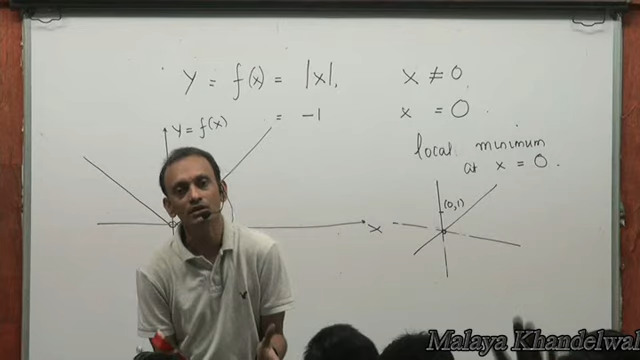 y = f(x) = |x|, x ≠ 0
= -1 x = 0.
y = f(x)
local minimum
at x = 0.
(0,1)
x
Malaya Khandelwal